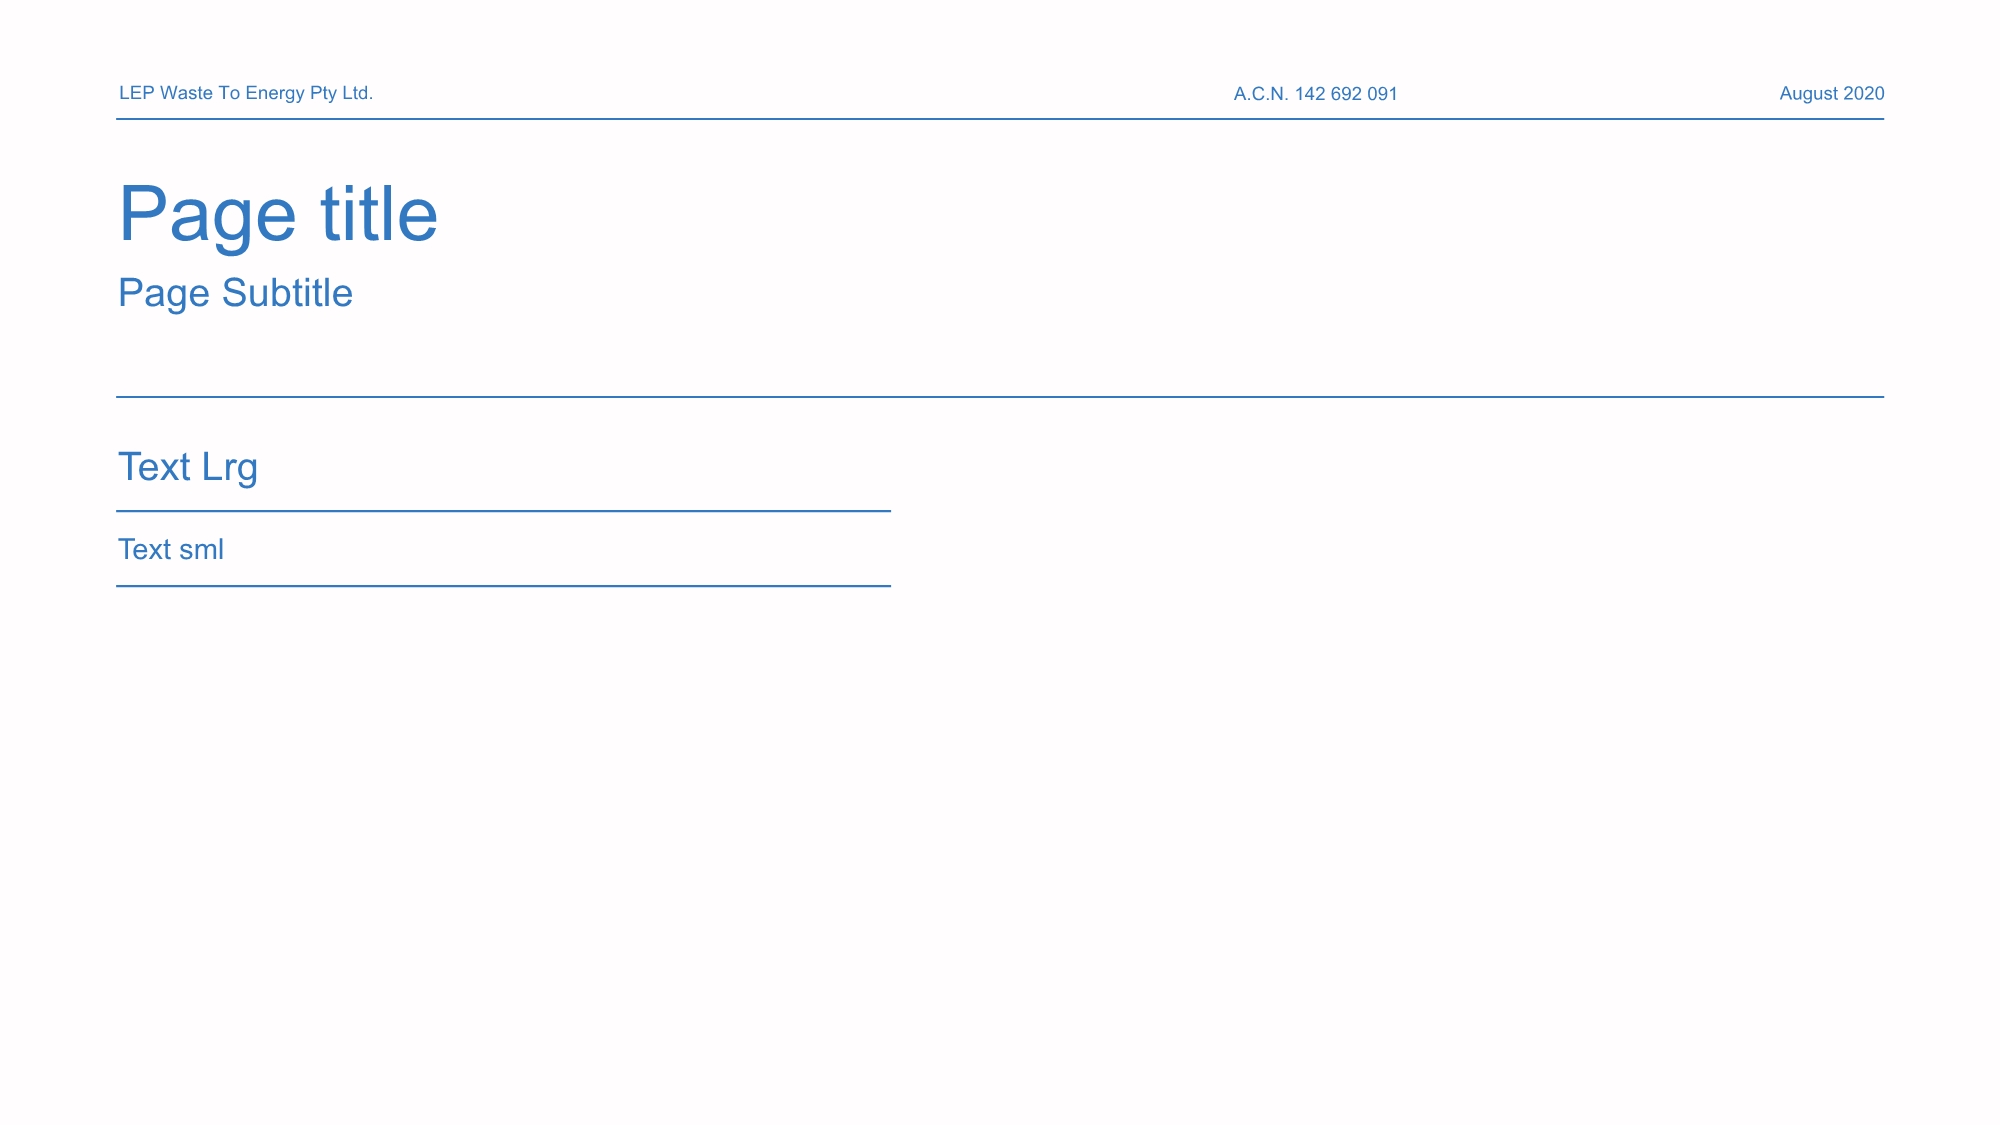 LEP Waste To Energy Pty Ltd. A.C.N. 142 692 091 August 2020
Page title
Page Subtitle
Text Lrg
Text sml